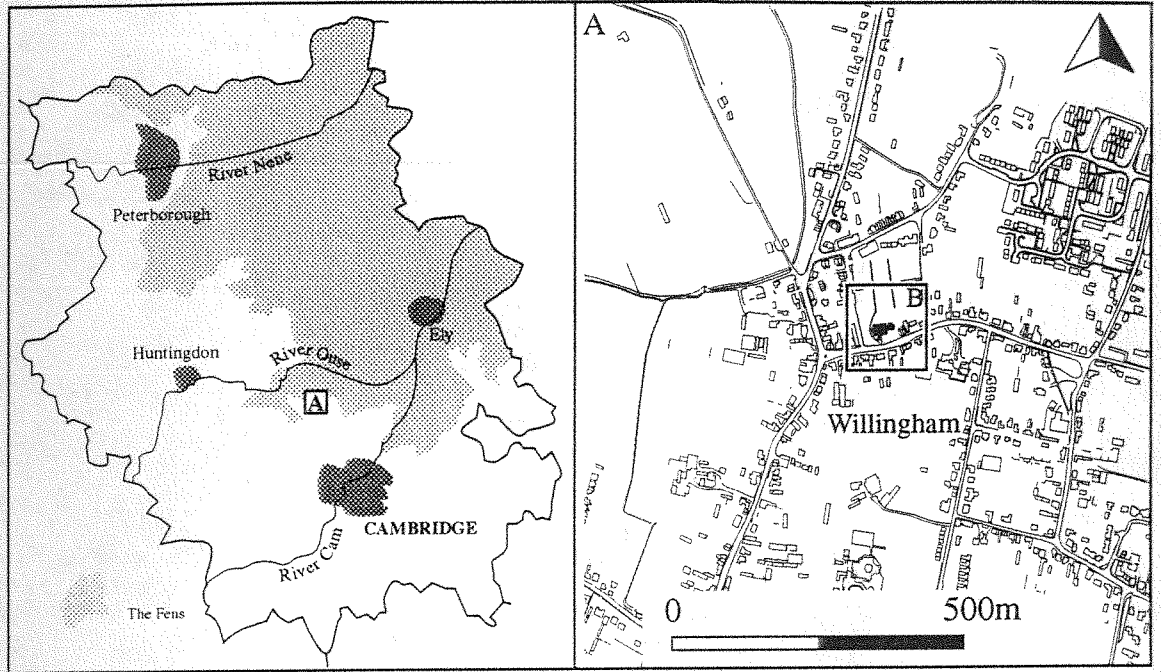 River Nene
Peterborough
Ely
Huntingdon
River Ouse
A
CAMBRIDGE
River Cam
The Fens
A
B
Willingham
0 500m